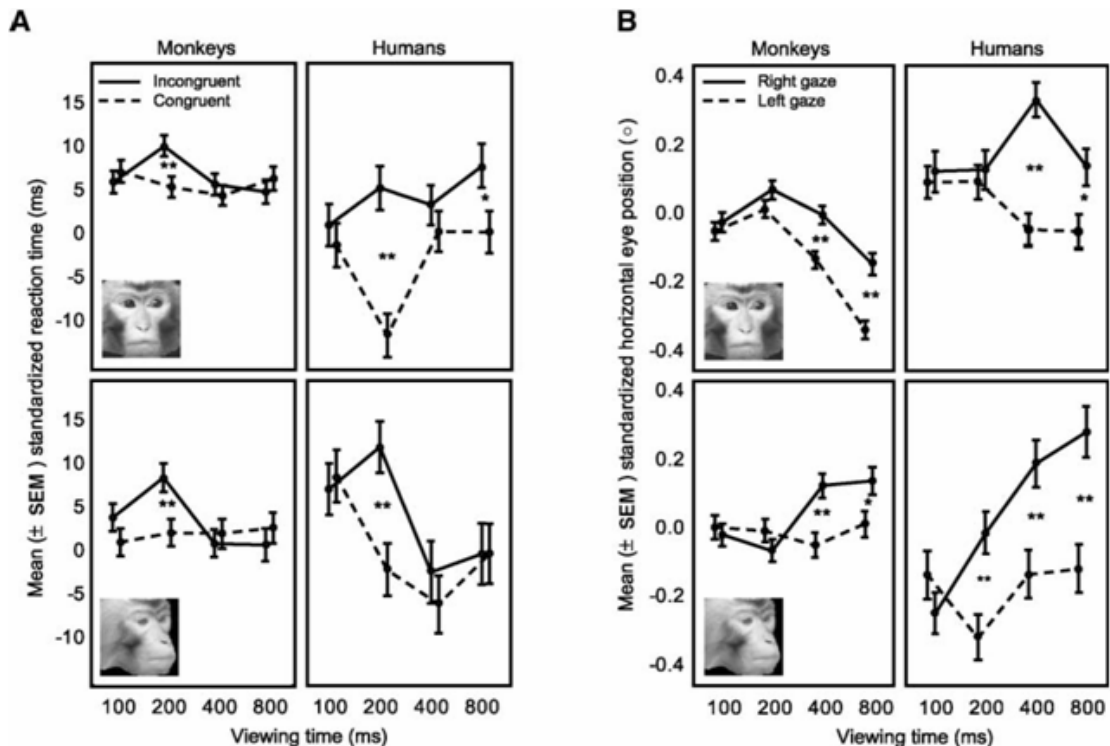 A
B
Monkeys
Humans
Monkeys
Humans
Incongruent
Congruent
Right gaze
Left gaze
Mean (± SEM ) standardized reaction time (ms)
15
10
5
0
-5
-10
**
**
*
15
10
5
0
-5
-10
**
**
100 200 400 800
100 200 400 800
Viewing time (ms)
Mean (± SEM ) standardized horizontal eye position (○)
0.4
0.2
0.0
-0.2
-0.4
**
**
**
*
0.4
0.2
0.0
-0.2
-0.4
**
*
**
**
**
100 200 400 800
100 200 400 800
Viewing time (ms)